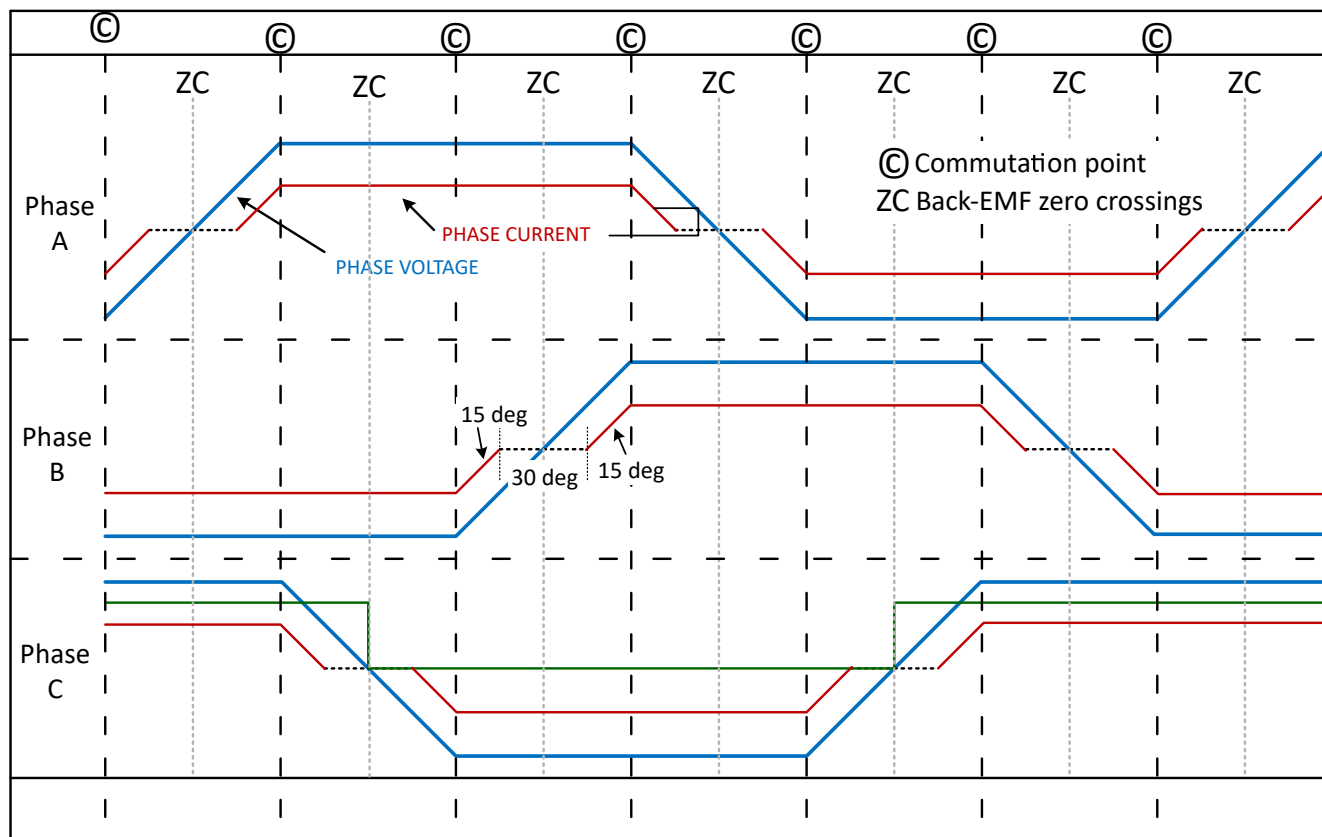 © © © © © © ©
ZC ZC ZC ZC ZC ZC ZC
© Commutation point
ZC Back-EMF zero crossings
Phase
A
PHASE CURRENT
PHASE VOLTAGE
Phase
B
15 deg
30 deg
15 deg
Phase
C